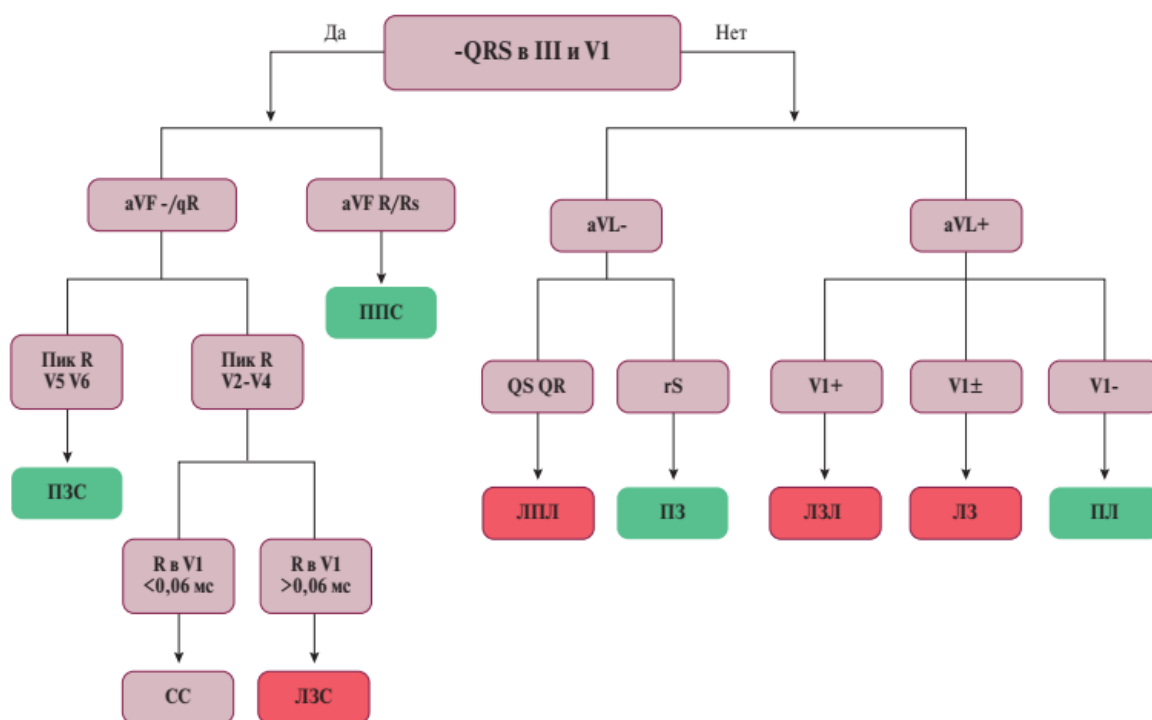 Да
-QRS в III и V1
Нет
aVF -/qR
aVF R/Rs
aVL-
aVL+
ППС
Пик R
V5 V6
Пик R
V2-V4
QS QR
rS
V1+
V1±
V1-
ПЗС
ЛПЛ
ПЗ
ЛЗЛ
ЛЗ
ПЛ
R в V1
<0,06 мс
R в V1
>0,06 мс
СС
ЛЗС